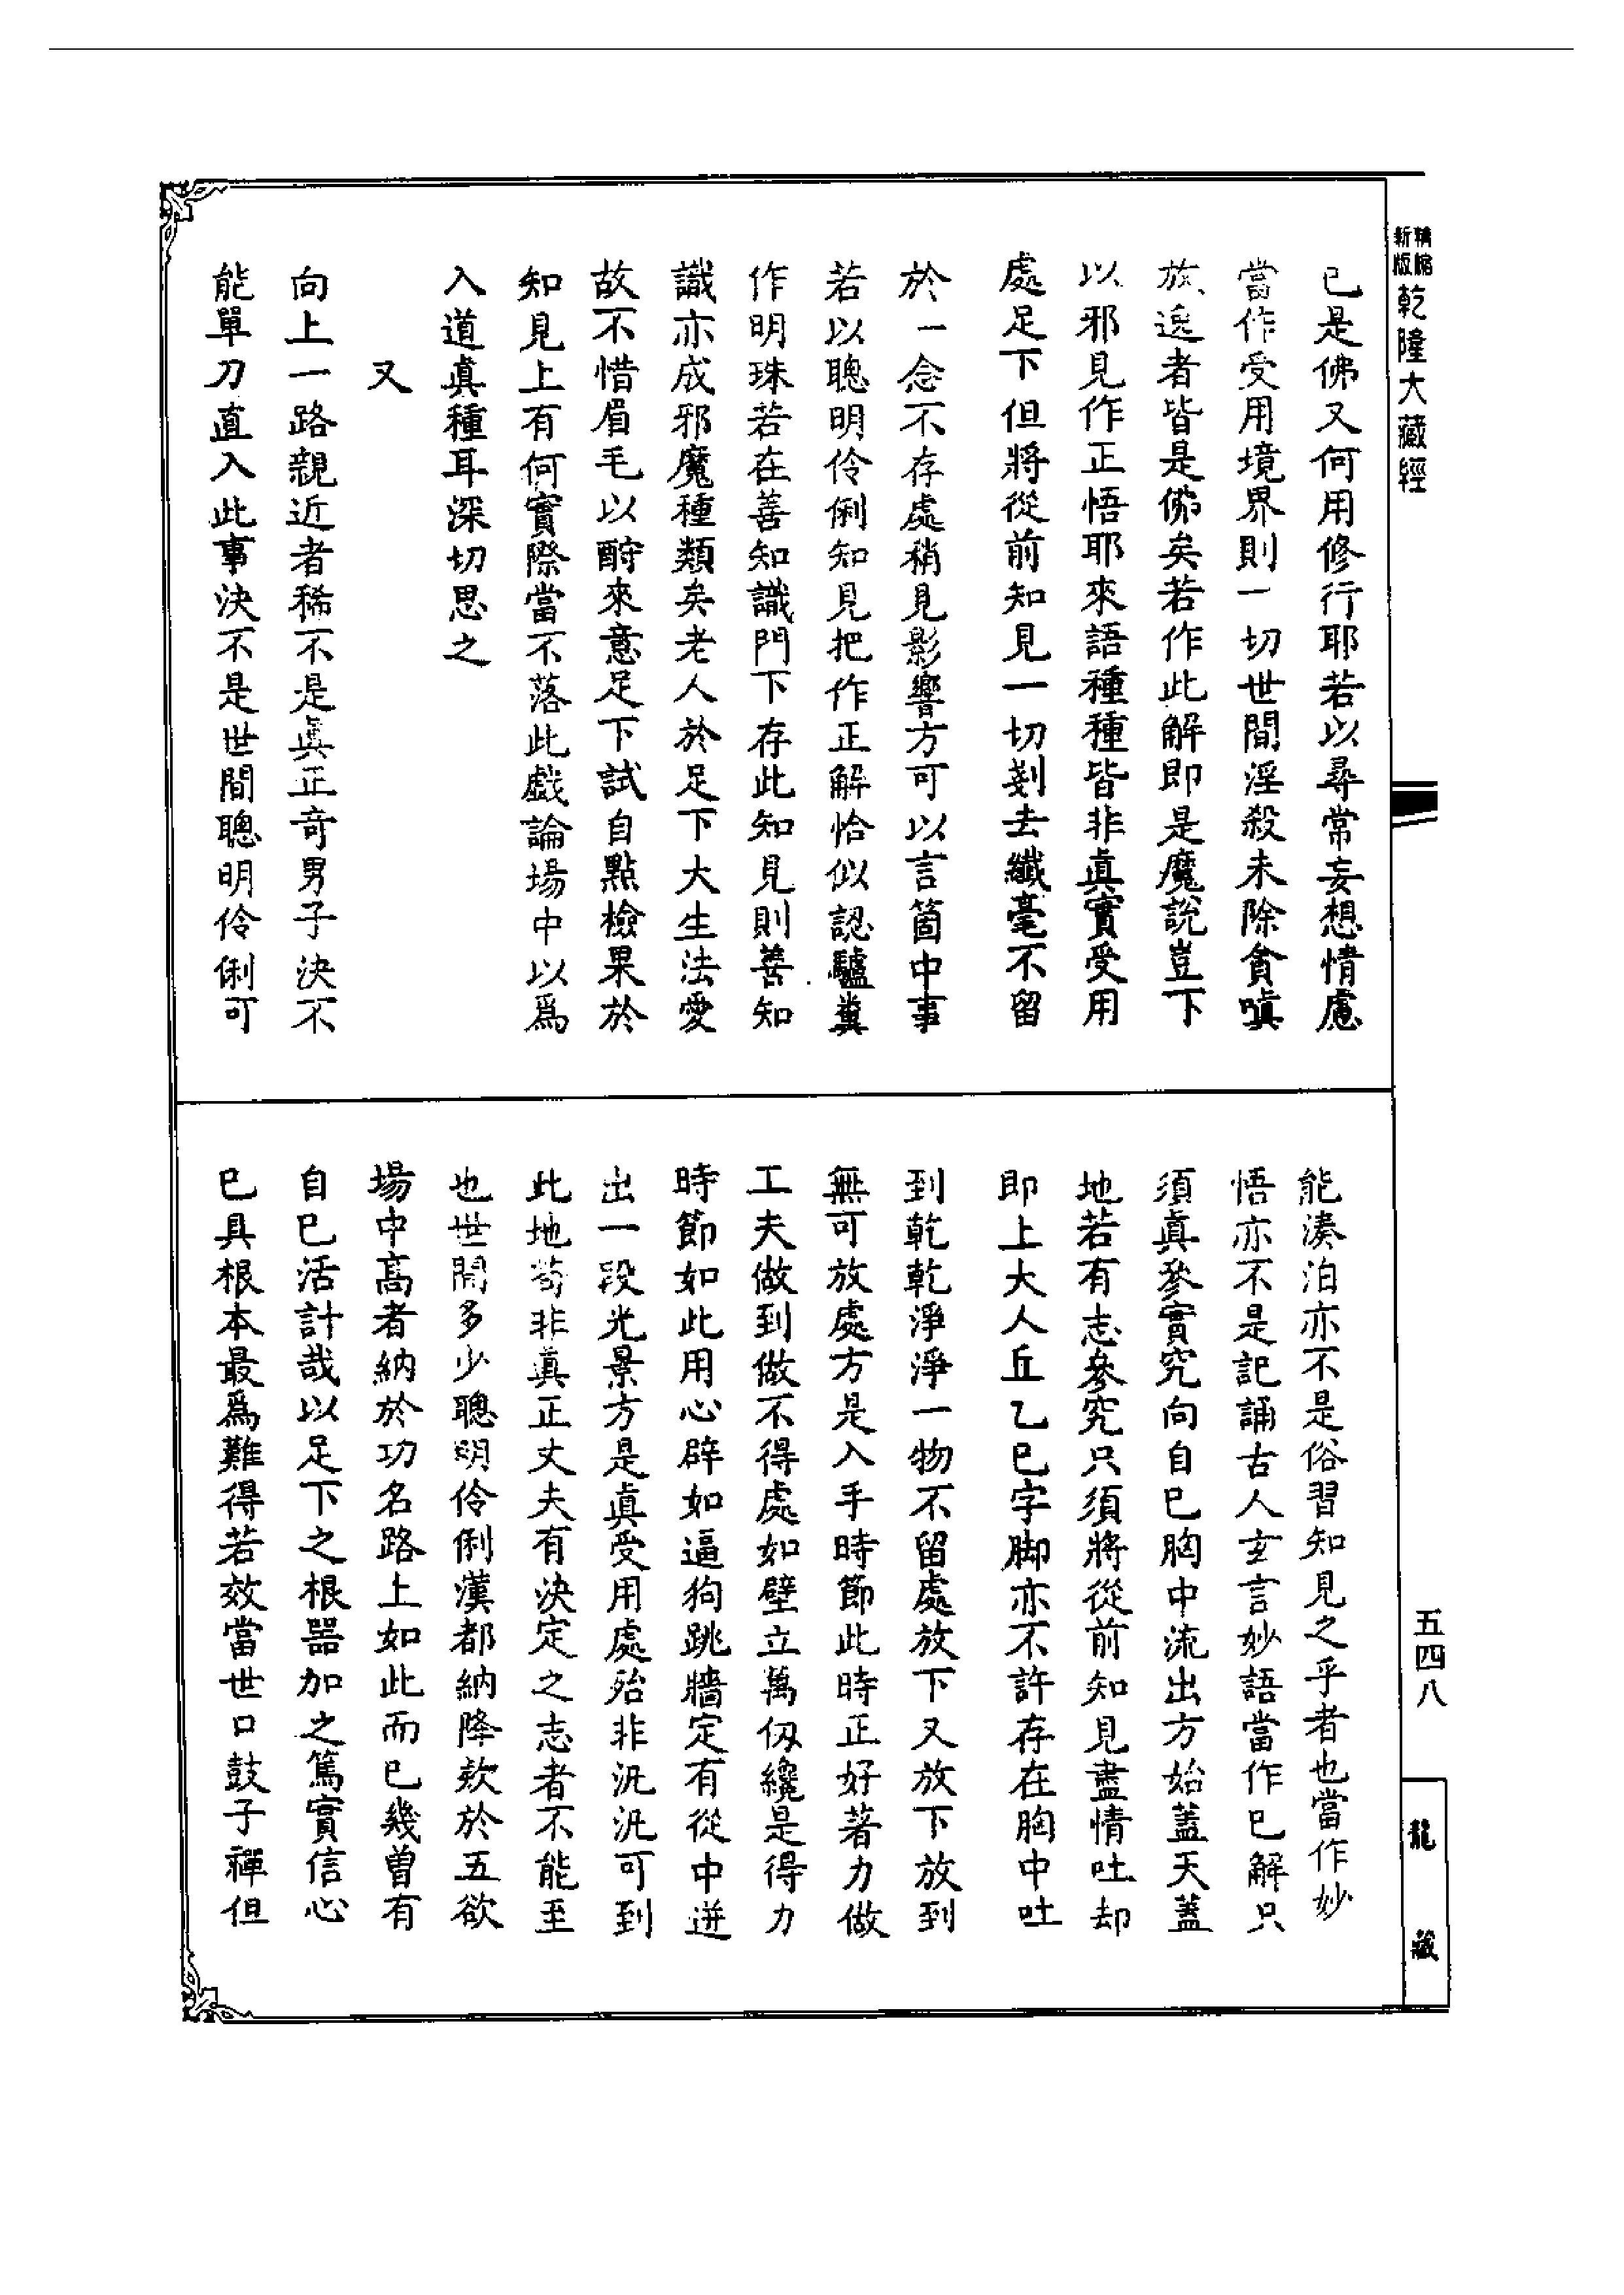 精縮新版乾隆大藏經
已是佛又何用修行耶若以尋常妄想情慮
當作受用境界則一切世間淫殺未除貪嗔
放逸者皆是佛矣若作此解即是魔說豈下
以邪見作正悟耶來語種種皆非真實受用
處足下但將從前知見一切剗去纖毫不留
於一念不存處稍見影響方可以言箇中事
若以聰明伶俐知見把作正解恰似認驢糞
作明珠若在善知識門下存此知見則善知
識亦成邪魔種類矣老人於足下大生法愛
故不惜眉毛以酧來意足下試自點檢果於
知見上有何實際當不落此戲論場中以爲
入道真種耳深切思之
又
向上一路親近者稀不是真正奇男子決不
能單刀直入此事決不是世間聰明伶俐可
能湊泊亦不是俗習知見之乎者也當作妙
悟亦不是記誦古人玄言妙語當作已解只
須真參實究向自巳胸中流出方始蓋天蓋
地若有志參究只須將從前知見盡情吐却
即上大人丘乙巳字脚亦不許存在胸中吐
到乾乾淨淨一物不留處放下又放下放到
無可放處方是入手時節此時正好著力做
工夫做到做不得處如壁立萬仭纔是得力
時節如此用心辟如逼狗跳牆定有從中迸
出一段光景方是真受用處殆非汎汎可到
此地苟非真正丈夫有決定之志者不能至
也世間多少聰明伶俐漢都納降欵於五欲
場中高者納於功名路上如此而巳幾曾有
自巳活計哉以足下之根器加之篤實信心
巳具根本最爲難得若效當世口鼓子禪但
五四八
龍藏